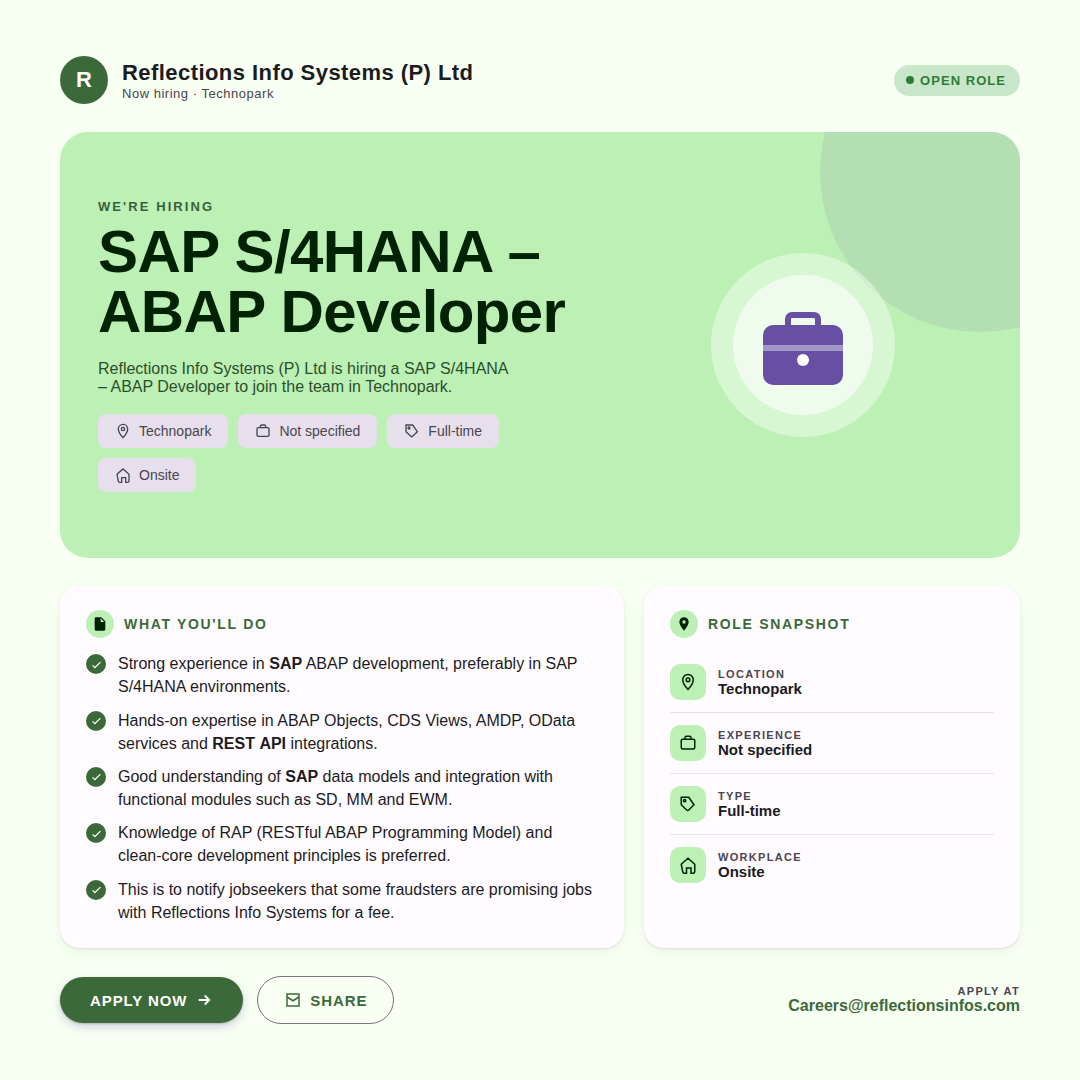 R
Reflections Info Systems (P) Ltd
Now hiring · Technopark
OPEN ROLE
WE'RE HIRING
SAP S/4HANA –
ABAP Developer
Reflections Info Systems (P) Ltd is hiring a SAP S/4HANA
– ABAP Developer to join the team in Technopark.
Technopark
Not specified
Full-time
Onsite
WHAT YOU'LL DO
Strong experience in SAP ABAP development, preferably in SAP
S/4HANA environments.
Hands-on expertise in ABAP Objects, CDS Views, AMDP, OData
services and REST API integrations.
Good understanding of SAP data models and integration with
functional modules such as SD, MM and EWM.
Knowledge of RAP (RESTful ABAP Programming Model) and
clean-core development principles is preferred.
This is to notify jobseekers that some fraudsters are promising jobs
with Reflections Info Systems for a fee.
ROLE SNAPSHOT
LOCATION
Technopark
EXPERIENCE
Not specified
TYPE
Full-time
WORKPLACE
Onsite
APPLY NOW
SHARE
APPLY AT
Careers@reflectionsinfos.com